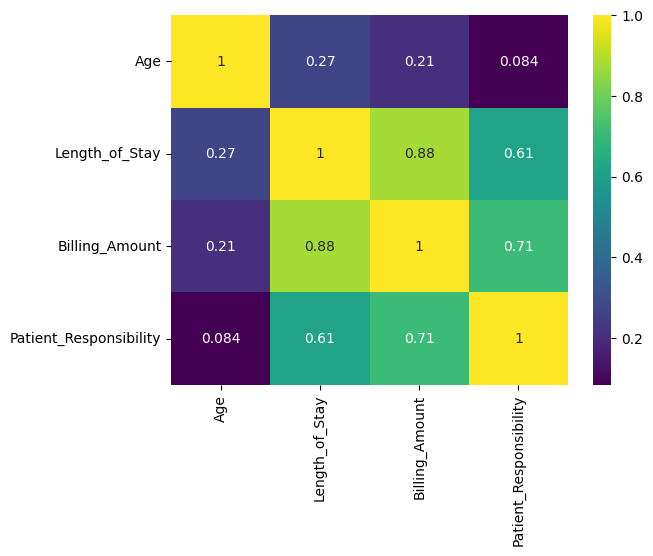 1.0
Age 1 0.27 0.21 0.084
0.8
Length_of_Stay 0.27 1 0.88 0.61
0.6
Billing_Amount 0.21 0.88 1 0.71
0.4
Patient_Responsibility 0.084 0.61 0.71 1
0.2
Age
Length_of_Stay
Billing_Amount
Patient_Responsibility